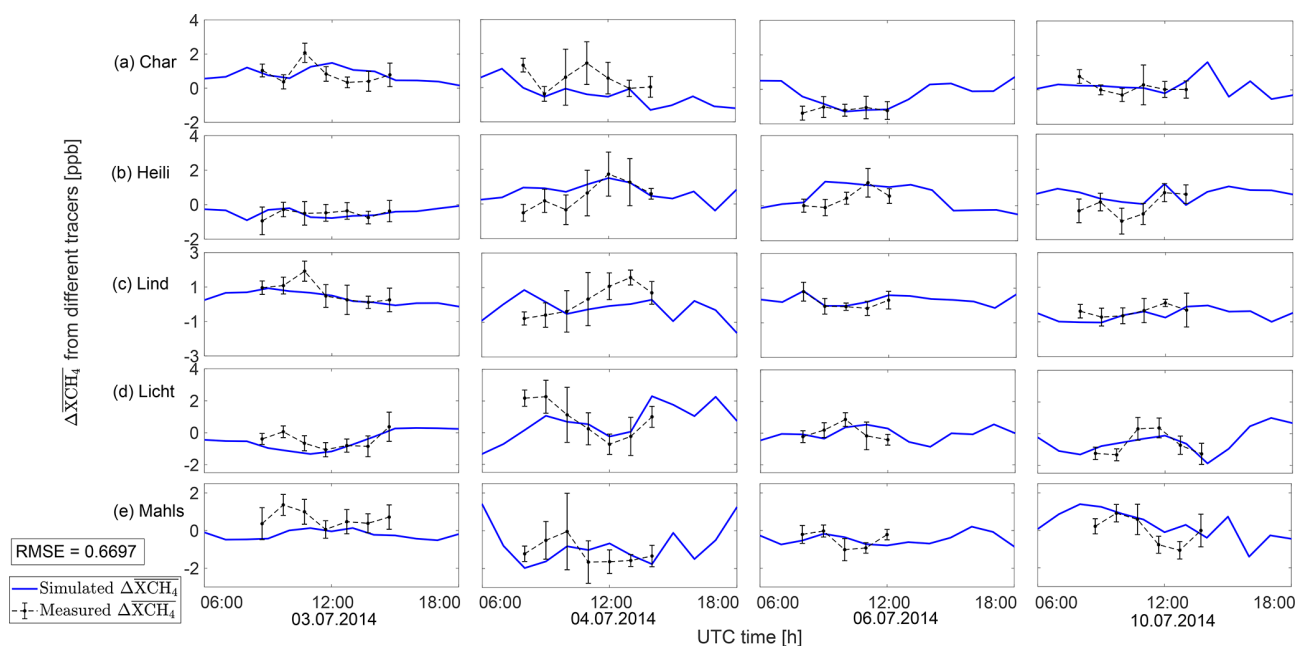 ΔXCH₄ from different tracers [ppb]
(a) Char
4
2
0
-2
(b) Heili
4
2
0
-2
(c) Lind
3
1
-1
-3
(d) Licht
4
2
0
-2
(e) Mahls
2
0
-2
RMSE = 0.6697
Simulated ΔXCH₄
Measured ΔXCH₄
06:00 12:00 18:00 06:00 12:00 18:00 06:00 12:00 18:00 06:00 12:00 18:00
03.07.2014 04.07.2014 06.07.2014 10.07.2014
UTC time [h]